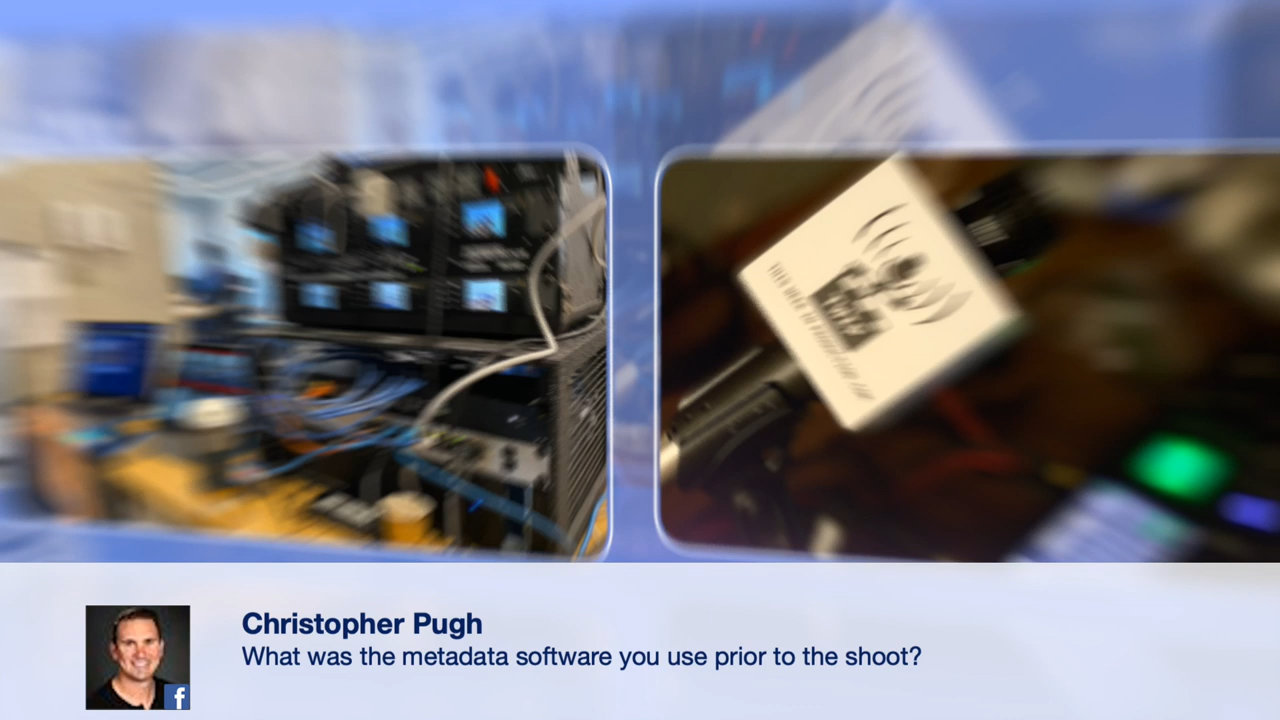 Christopher Pugh
What was the metadata software you use prior to the shoot?